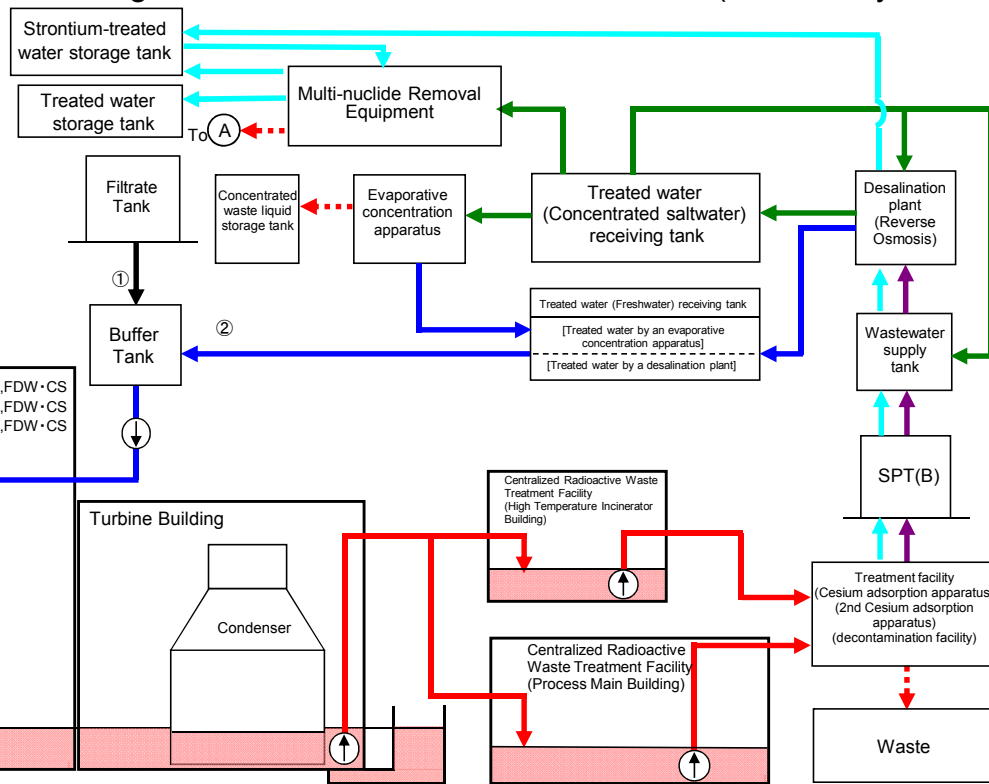 Strontium-treated
water storage tank
Treated water
storage tank
Multi-nuclide Removal
Equipment
To A
Filtrate
Tank
Concentrated
waste liquid
storage tank
Evaporative
concentration
apparatus
Treated water
(Concentrated saltwater)
receiving tank
Desalination
plant
(Reverse
Osmosis)
①
②
Buffer
Tank
Treated water (Freshwater) receiving tank
[Treated water by an evaporative
concentration apparatus]
[Treated water by a desalination plant]
Wastewater
supply
tank
,FDW・CS
,FDW・CS
,FDW・CS
SPT(B)
Turbine Building
Condenser
Centralized Radioactive Waste
Treatment Facility
(High Temperature Incinerator
Building)
Treatment facility
(Cesium adsorption apparatus
(2nd Cesium adsorption
apparatus)
(decontamination facility)
Centralized Radioactive
Waste Treatment Facility
(Process Main Building)
Waste